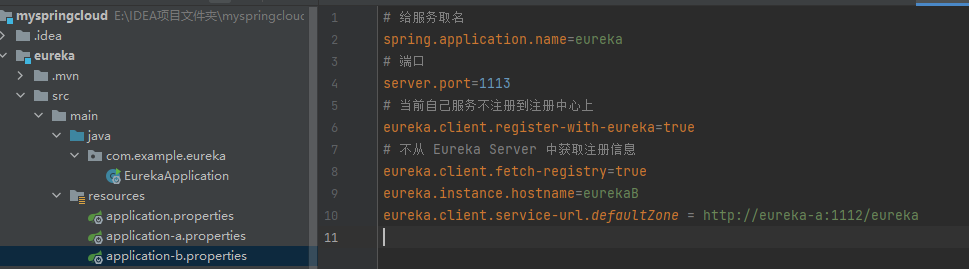 myspringcloud E:\IDEA项目文件夹\myspringcloud
.idea
eureka
.mvn
src
main
java
com.example.eureka
EurekaApplication
resources
application.properties
application-a.properties
application-b.properties
1 # 给服务取名
2 spring.application.name=eureka
3 # 端口
4 server.port=1113
5 # 当前自己服务不注册到注册中心上
6 eureka.client.register-with-eureka=true
7 # 不从 Eureka Server 中获取注册信息
8 eureka.client.fetch-registry=true
9 eureka.instance.hostname=eurekaB
10 eureka.client.service-url.defaultZone = http://eureka-a:1112/eureka
11